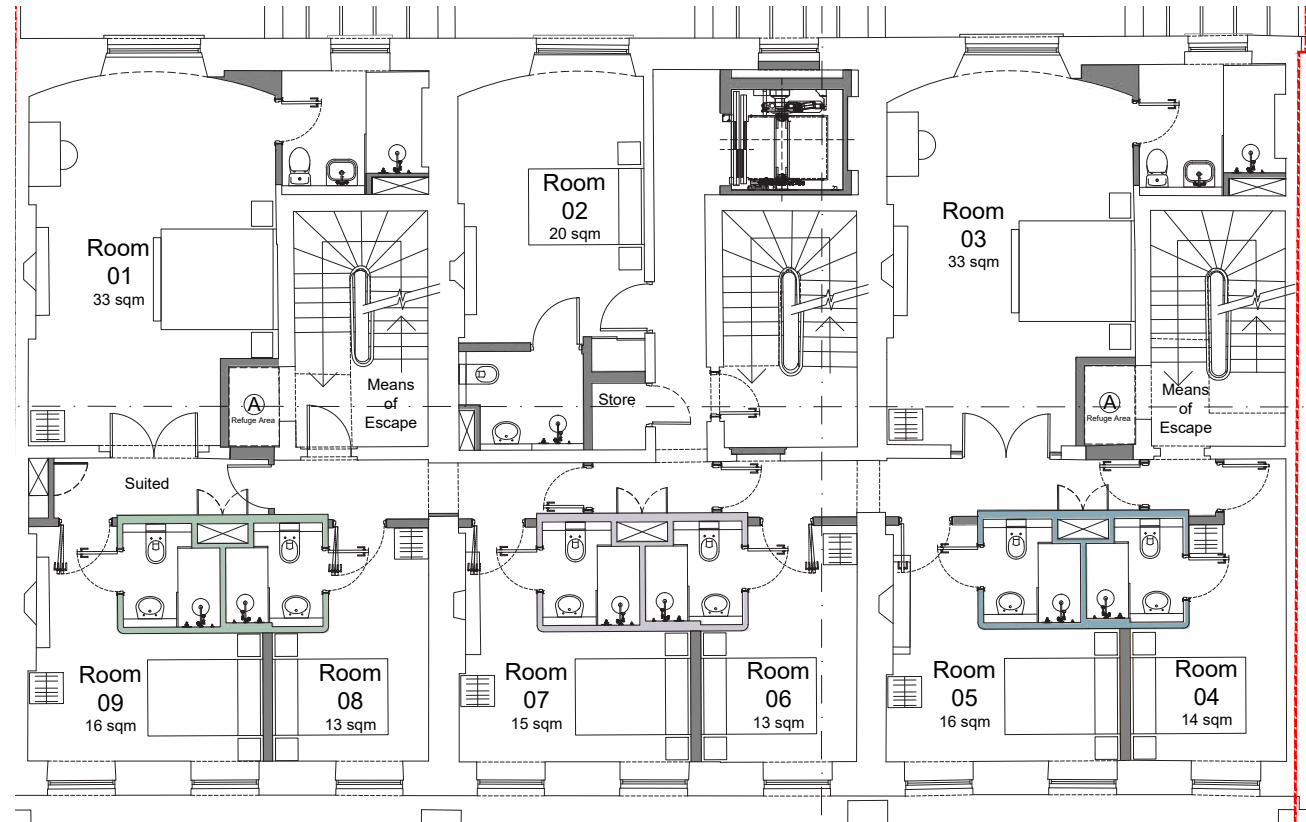 Room
01
33 sqm
Room
02
20 sqm
Room
03
33 sqm
Means
of
Escape
A
Refuge Area
Store
Means
of
Escape
A
Refuge Area
Suited
Room
09
16 sqm
Room
08
13 sqm
Room
07
15 sqm
Room
06
13 sqm
Room
05
16 sqm
Room
04
14 sqm